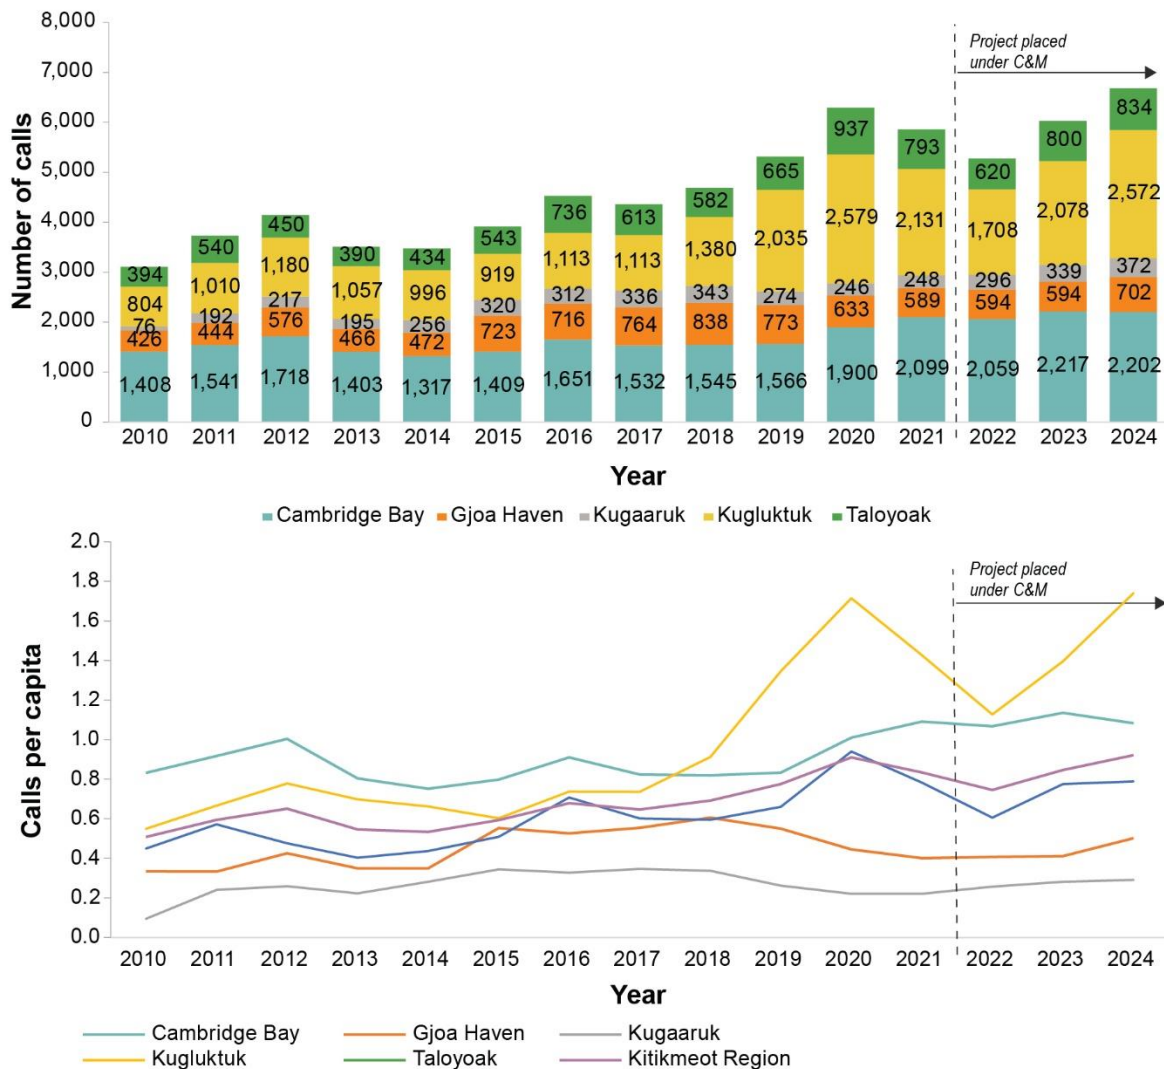 8,000
7,000
6,000
5,000
4,000
3,000
2,000
1,000
0
Number of calls
Project placed
under C&M
394 540 450 390 434 543 736 613 582 665 937 793 620 800 834
804 1,010 1,180 1,057 996 919 1,113 1,113 1,380 2,035 2,579 2,131 1,708 2,078 2,572
76 192 217 195 256 320 312 336 343 274 246 248 296 339 372
426 444 576 466 472 723 716 764 838 773 633 589 594 594 702
1,408 1,541 1,718 1,403 1,317 1,409 1,651 1,532 1,545 1,566 1,900 2,099 2,059 2,217 2,202
2010 2011 2012 2013 2014 2015 2016 2017 2018 2019 2020 2021 2022 2023 2024
Year
Cambridge Bay Gjoa Haven Kugaaruk Kugluktuk Taloyoak
2.0
1.8
1.6
1.4
1.2
1.0
0.8
0.6
0.4
0.2
0.0
Calls per capita
Project placed
under C&M
2010 2011 2012 2013 2014 2015 2016 2017 2018 2019 2020 2021 2022 2023 2024
Year
Cambridge Bay Gjoa Haven Kugaaruk
Kugluktuk Taloyoak Kitikmeot Region